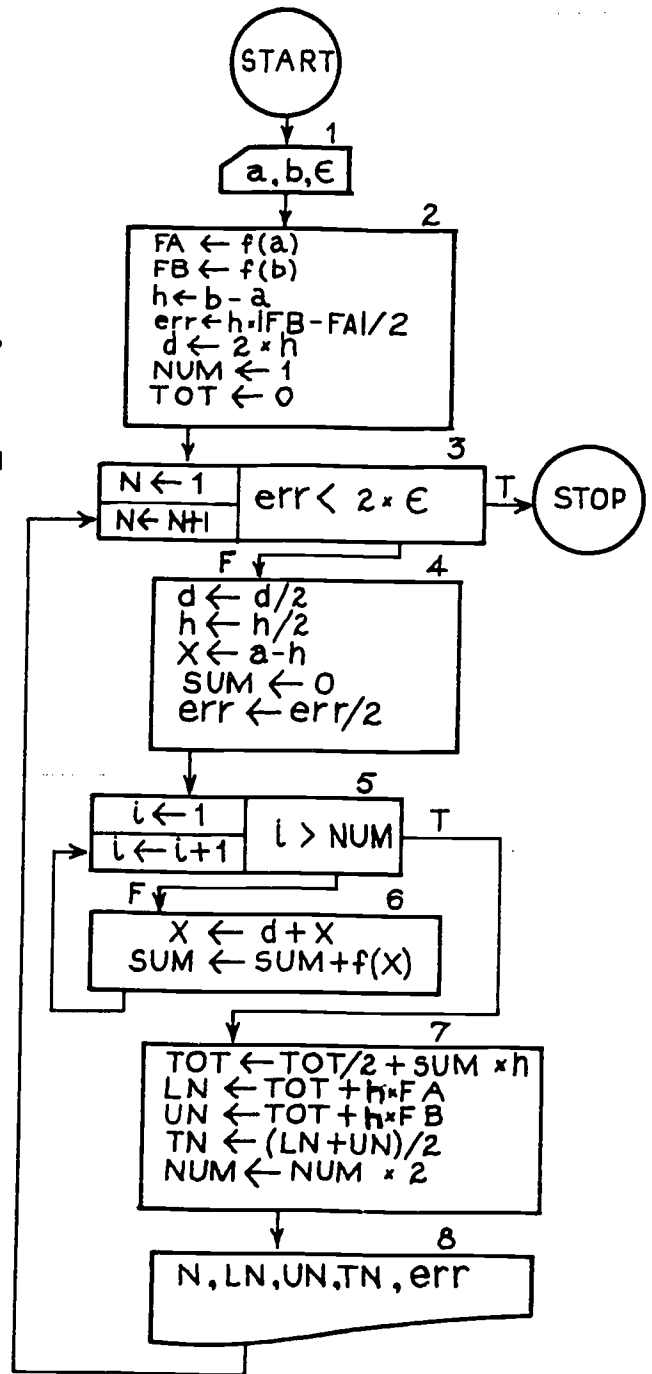 START
1
a, b, ϵ
2
FA ← f(a)
FB ← f(b)
h ← b - a
err ← h × |FB - FA|/2
d ← 2 × h
NUM ← 1
TOT ← 0
3
N ← 1
N ← N+1
err < 2 × ϵ
T
STOP
F
4
d ← d/2
h ← h/2
X ← a-h
SUM ← 0
err ← err/2
5
i ← 1
i ← i+1
i > NUM
T
F
6
X ← d + X
SUM ← SUM + f(X)
7
TOT ← TOT/2 + SUM × h
LN ← TOT + h×FA
UN ← TOT + h×FB
TN ← (LN + UN)/2
NUM ← NUM × 2
8
N, LN, UN, TN, err